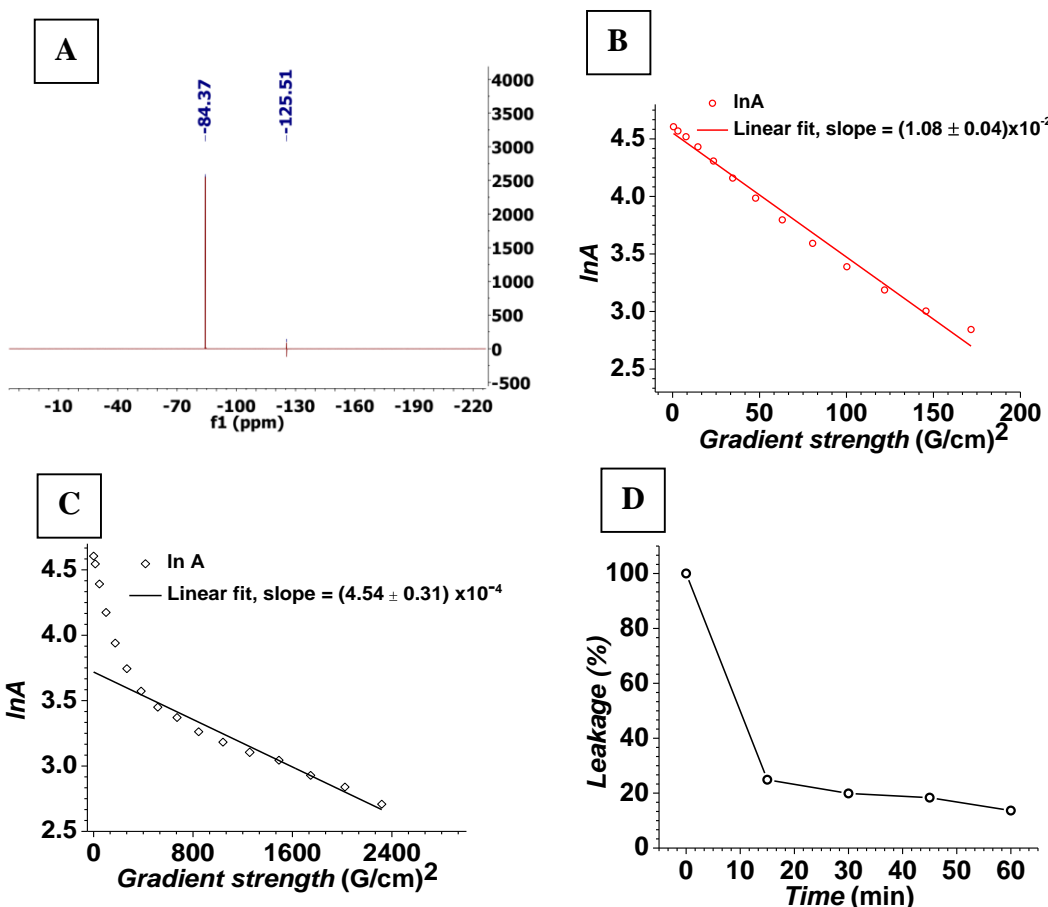 A
-84.37
-125.51
4000
3500
3000
2500
2000
1500
1000
500
0
-500
-10 -40 -70 -100 -130 -160 -190 -220
f1 (ppm)
B
lnA
Linear fit, slope = (1.08 ± 0.04)x10⁻²
lnA
4.5
4.0
3.5
3.0
2.5
0 50 100 150 200
Gradient strength (G/cm)²
C
ln A
Linear fit, slope = (4.54 ± 0.31) x10⁻⁴
lnA
4.5
4.0
3.5
3.0
2.5
0 800 1600 2400
Gradient strength (G/cm)²
D
Leakage (%)
100
80
60
40
20
0
0 10 20 30 40 50 60
Time (min)